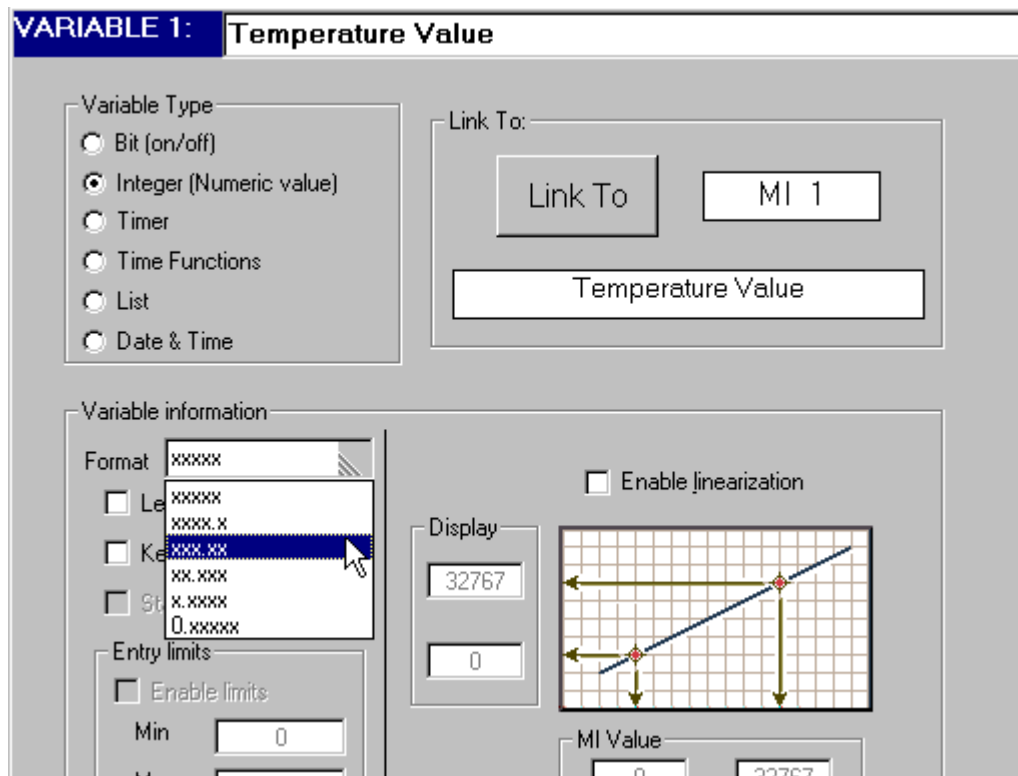 VARIABLE 1: Temperature Value
Variable Type
Bit (on/off)
Integer (Numeric value)
Timer
Time Functions
List
Date & Time
Link To:
Link To MI 1
Temperature Value
Variable information
Format xxxxx
xxxxx
xxxx.x
xxx.xx
xx.xxx
x.xxxx
0.xxxxx
Entry limits
Enable limits
Min 0
Enable linearization
Display
32767
0
MI Value
0 32767